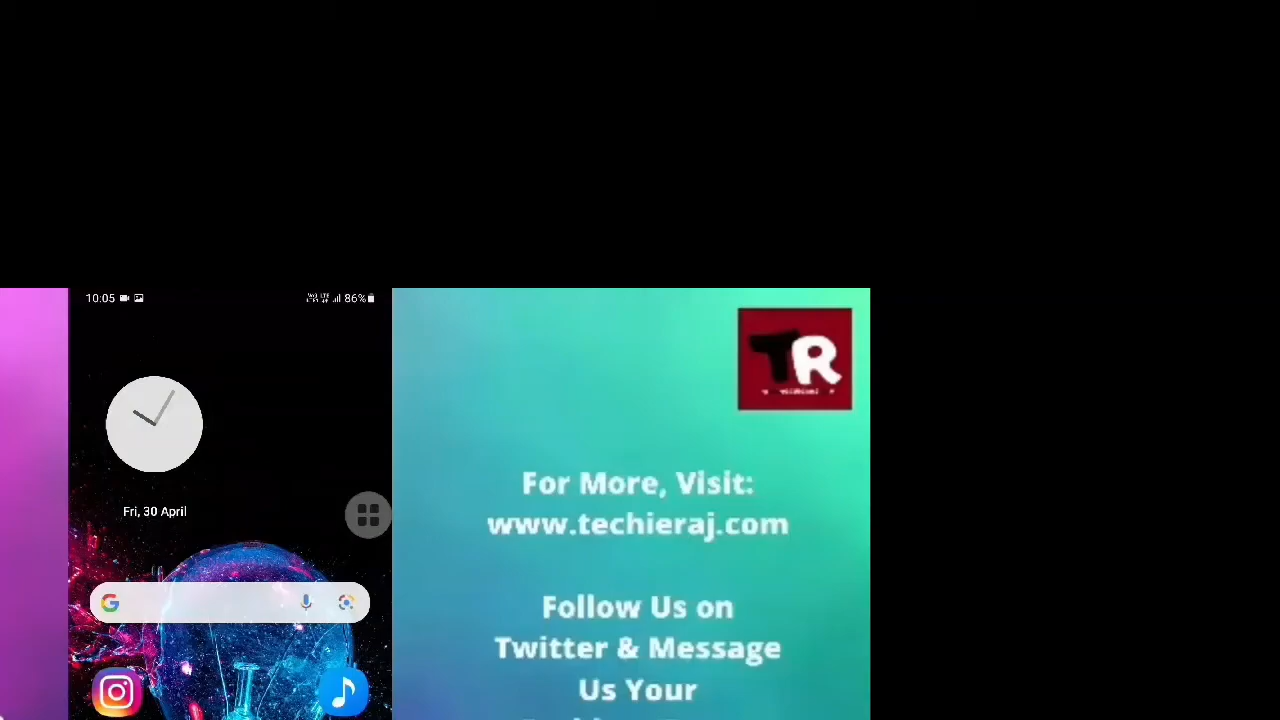 10:05
86%
Fri, 30 April
TR
For More, Visit:
www.techieraj.com
Follow Us on
Twitter & Message
Us Your